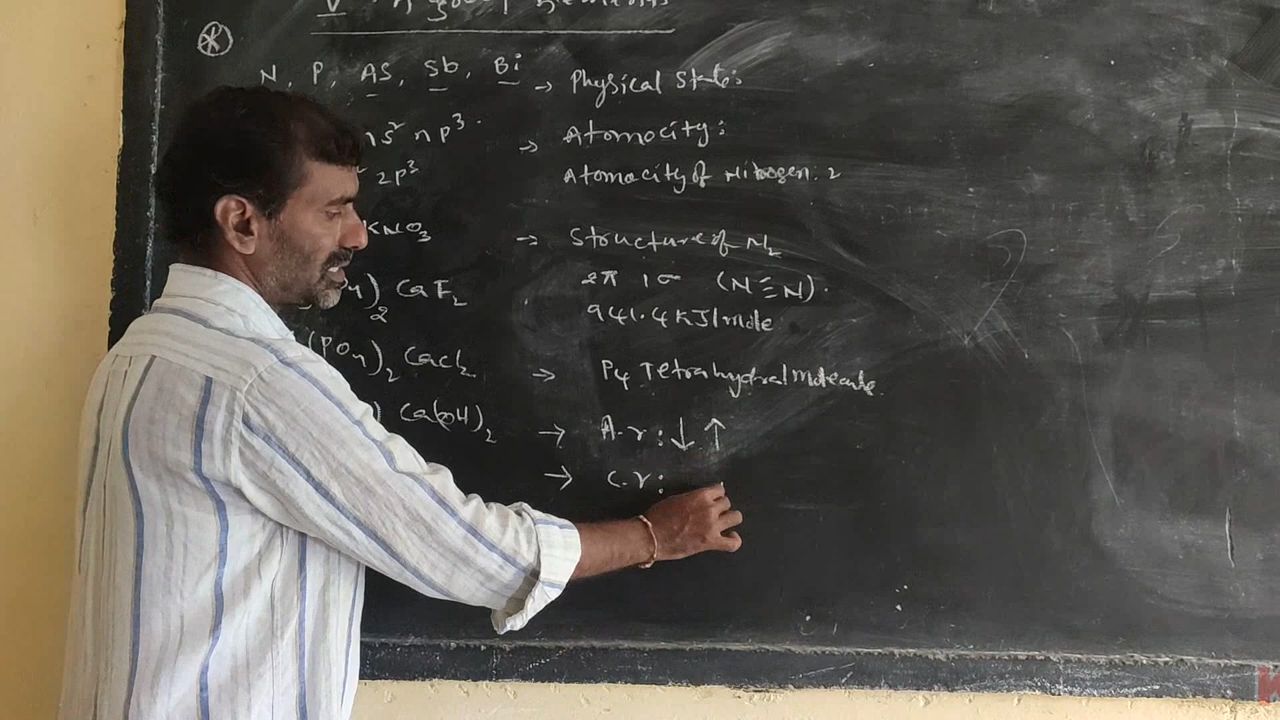 V
N, P, AS, Sb, Bi
ns² np³.
2p³
KNO₃
)₂ CaF₂
(PO₄)₂ CaCl₂
) Ca(OH)₂
→ Physical State:
→ Atomocity:
Atomocity of Nitrogen: 2
→ Structure of N₂
2π 1σ (N≡N).
941.4 KJ/mole
→ P₄ Tetrahydral Molecule.
→ A.r: ↓ ↑
→ C.r: